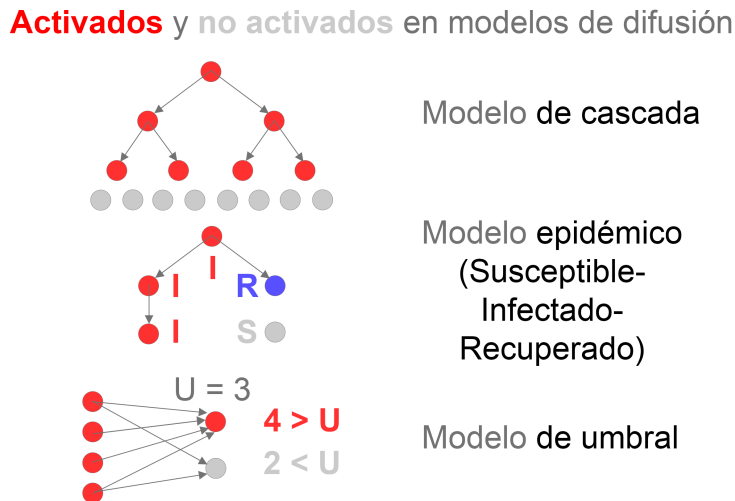 Activados y no activados en modelos de difusión
Modelo de cascada
I
I
R
I
S
Modelo epidémico
(Susceptible-
Infectado-
Recuperado)
U = 3
4 > U
2 < U
Modelo de umbral